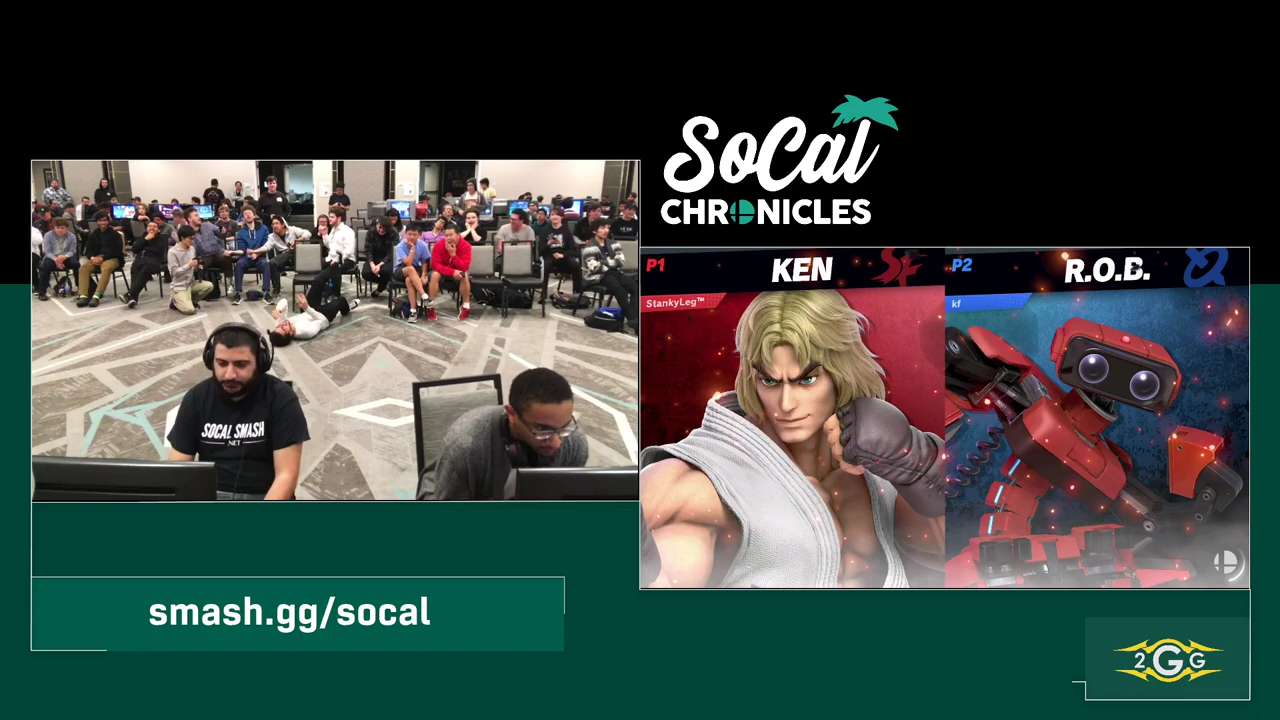 SoCal
CHRONICLES
P1
KEN
P2
R.O.B.
StankyLeg™
kf
SOCAL SMASH
.NET
smash.gg/socal
2GG